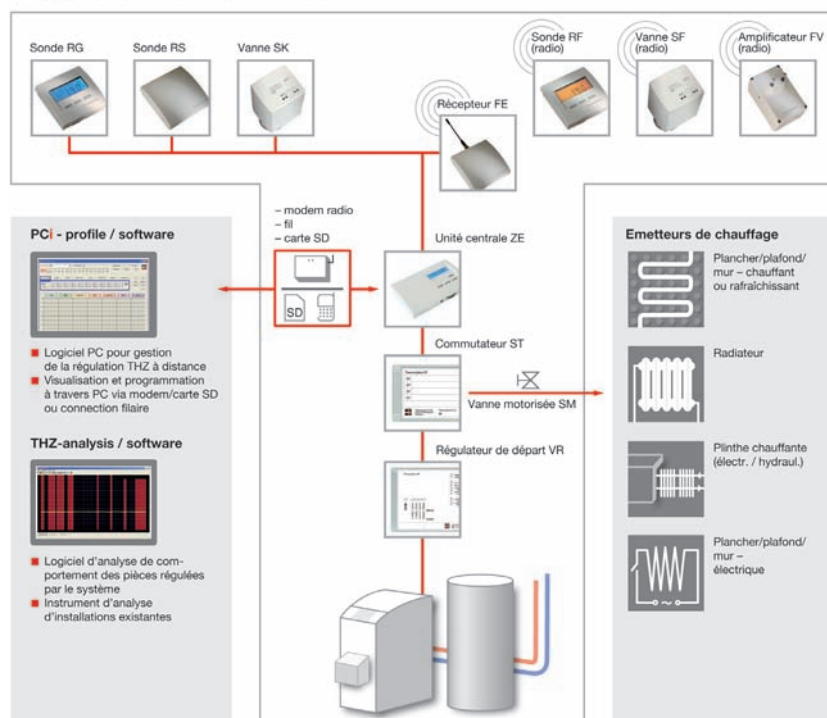 Sonde RG
Sonde RS
Vanne SK
Sonde RF
(radio)
Vanne SF
(radio)
Amplificateur FV
(radio)
Récepteur FE
– modem radio
– fil
– carte SD
SD
Unité centrale ZE
Commutateur ST
Vanne motorisée SM
Régulateur de départ VR
PCi - profile / software
Logiciel PC pour gestion
de la régulation THZ à distance
Visualisation et programmation
à travers PC via modem/carte SD
ou connection filaire
THZ-analysis / software
Logiciel d'analyse de com-
portement des pièces régulées
par le système
Instrument d'analyse
d'installations existantes
Emetteurs de chauffage
Plancher/plafond/
mur – chauffant
ou rafraîchissant
Radiateur
Plinthe chauffante
(électr. / hydraul.)
Plancher/plafond/
mur –
électrique